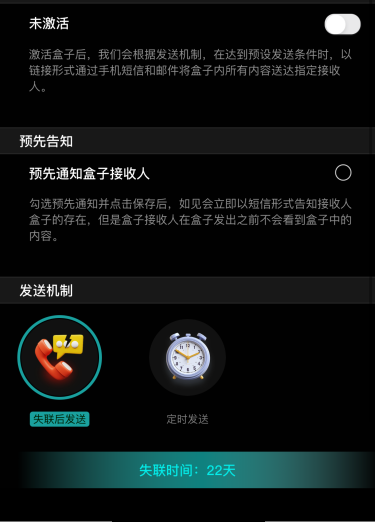 未激活
激活盒子后，我们会根据发送机制，在达到预设发送条件时，以
链接形式通过手机短信和邮件将盒子内所有内容送达指定接收
人。
预先告知
预先通知盒子接收人
勾选预先通知并点击保存后，如见会立即以短信形式告知接收人
盒子的存在，但是盒子接收人在盒子发出之前不会看到盒子中的
内容。
发送机制
失联后发送
定时发送
失联时间：22天